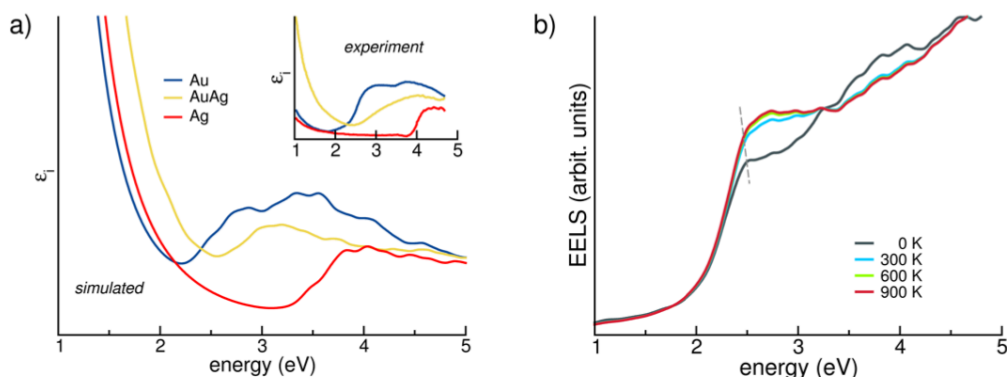 a)
εi
Au
AuAg
Ag
simulated
1 2 3 4 5
energy (eV)
experiment
εi
1 2 3 4 5
b)
EELS (arbit. units)
0 K
300 K
600 K
900 K
1 2 3 4 5
energy (eV)